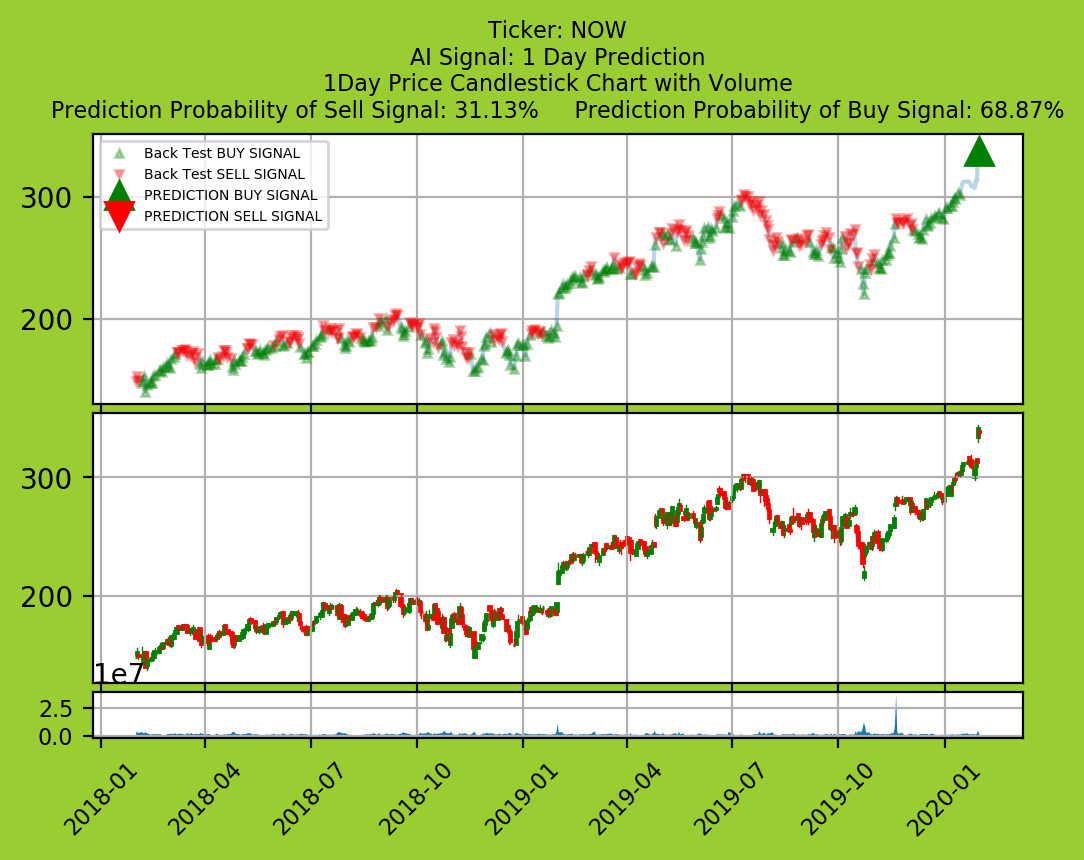 Ticker: NOW
AI Signal: 1 Day Prediction
1Day Price Candlestick Chart with Volume
Prediction Probability of Sell Signal: 31.13% Prediction Probability of Buy Signal: 68.87%
Back Test BUY SIGNAL
Back Test SELL SIGNAL
PREDICTION BUY SIGNAL
PREDICTION SELL SIGNAL
300
200
300
200
1e7
2.5
0.0
2018-01 2018-04 2018-07 2018-10 2019-01 2019-04 2019-07 2019-10 2020-01